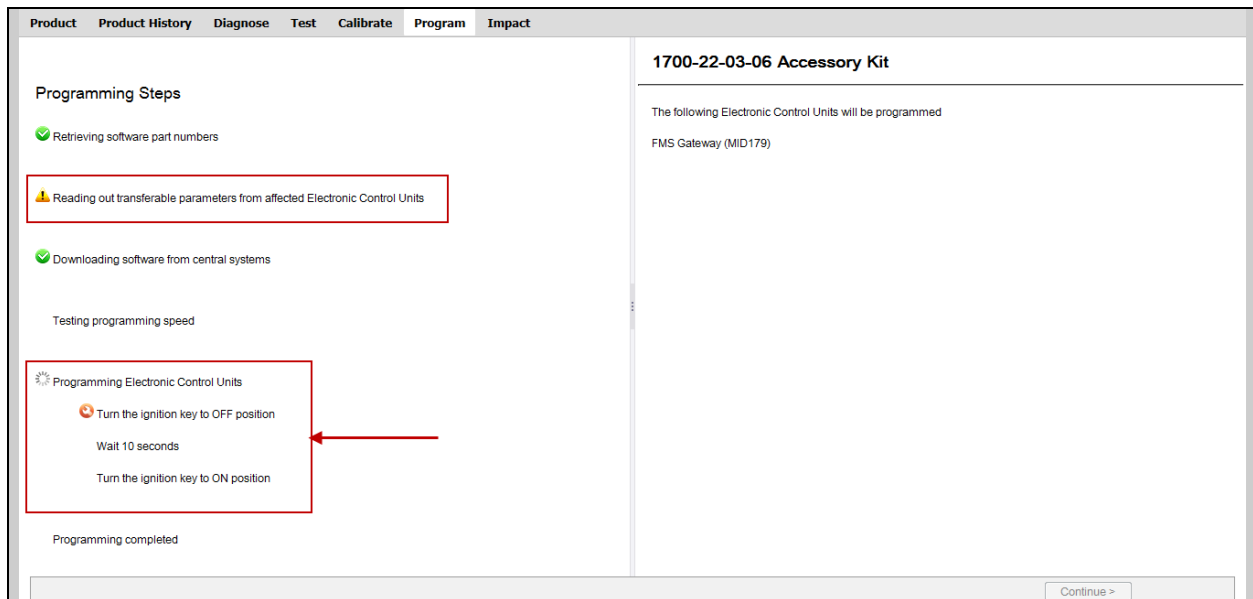 Product Product History Diagnose Test Calibrate Program Impact
Programming Steps
Retrieving software part numbers
Reading out transferable parameters from affected Electronic Control Units
Downloading software from central systems
Testing programming speed
Programming Electronic Control Units
Turn the ignition key to OFF position
Wait 10 seconds
Turn the ignition key to ON position
Programming completed
1700-22-03-06 Accessory Kit
The following Electronic Control Units will be programmed
FMS Gateway (MID179)
Continue >